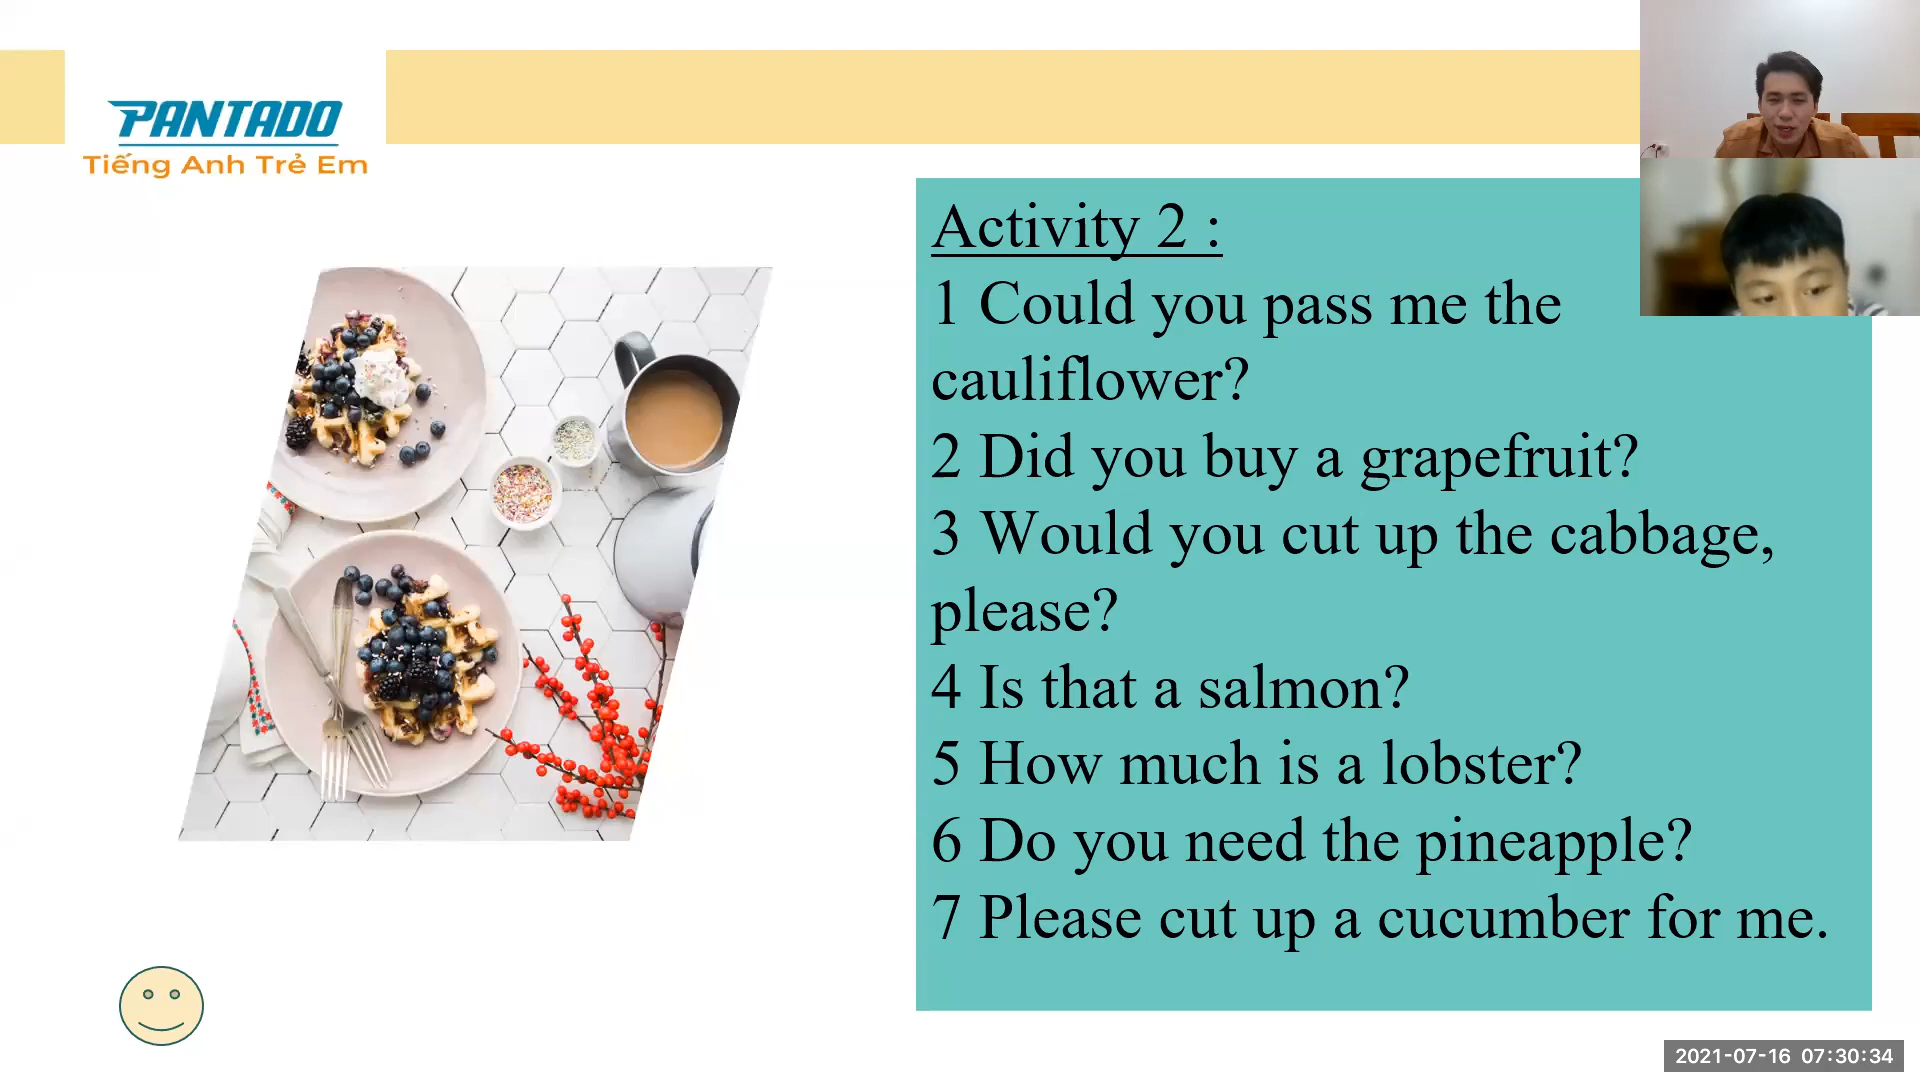 PANTADO
Tiếng Anh Trẻ Em
Activity 2 :
1 Could you pass me the
cauliflower?
2 Did you buy a grapefruit?
3 Would you cut up the cabbage,
please?
4 Is that a salmon?
5 How much is a lobster?
6 Do you need the pineapple?
7 Please cut up a cucumber for me.
2021-07-16 07:30:34